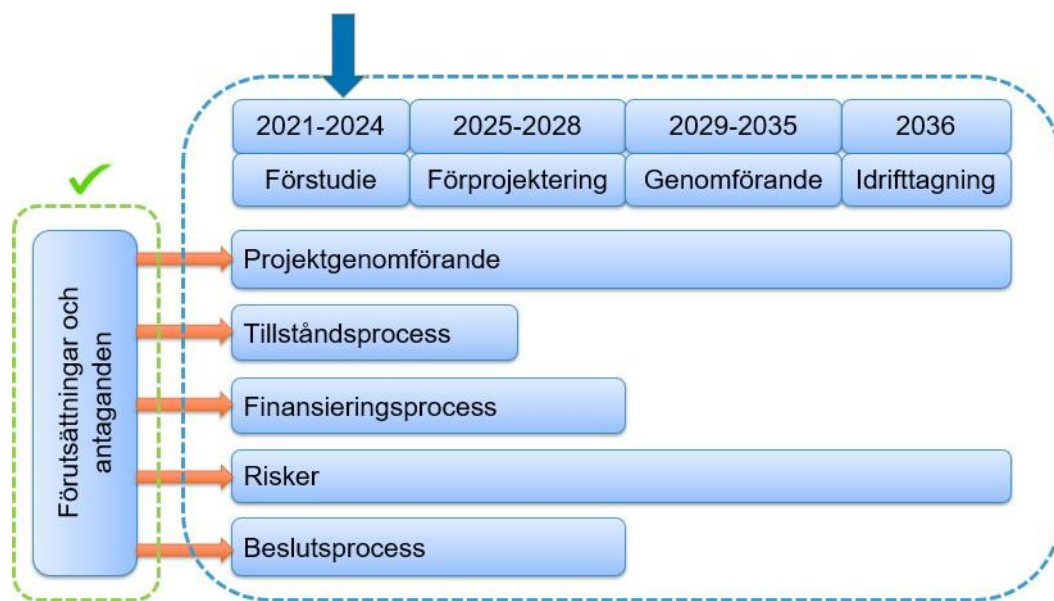 2021-2024 2025-2028 2029-2035 2036
Förstudie Förprojektering Genomförande Idrifttagning
Förutsättningar och
antaganden
Projektgenomförande
Tillståndsprocess
Finansieringsprocess
Risker
Beslutsprocess